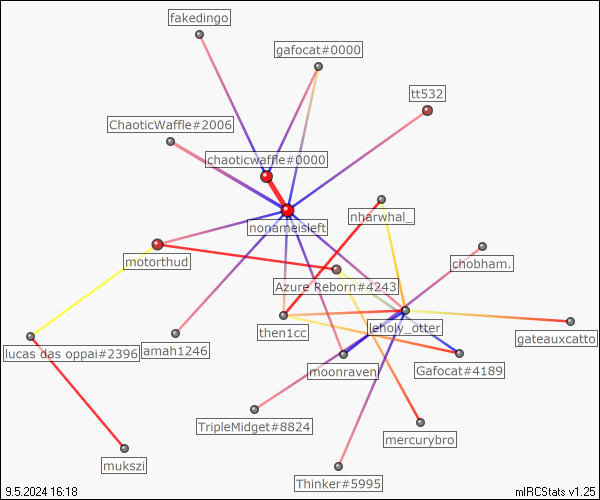 fakedingo
gafocat#0000
tt532
ChaoticWaffle#2006
chaoticwaffle#0000
nharwhal_
nonameisleft
chobham.
motorthud
Azure Reborn#4243
leholy_otter
then1cc
gateauxcatto
lucas das oppai#2396
amah1246
moonraven
Gafocat#4189
TripleMidget#8824
mercurybro
mukszi
Thinker#5995
9.5.2024 16:18
mIRCStats v1.25